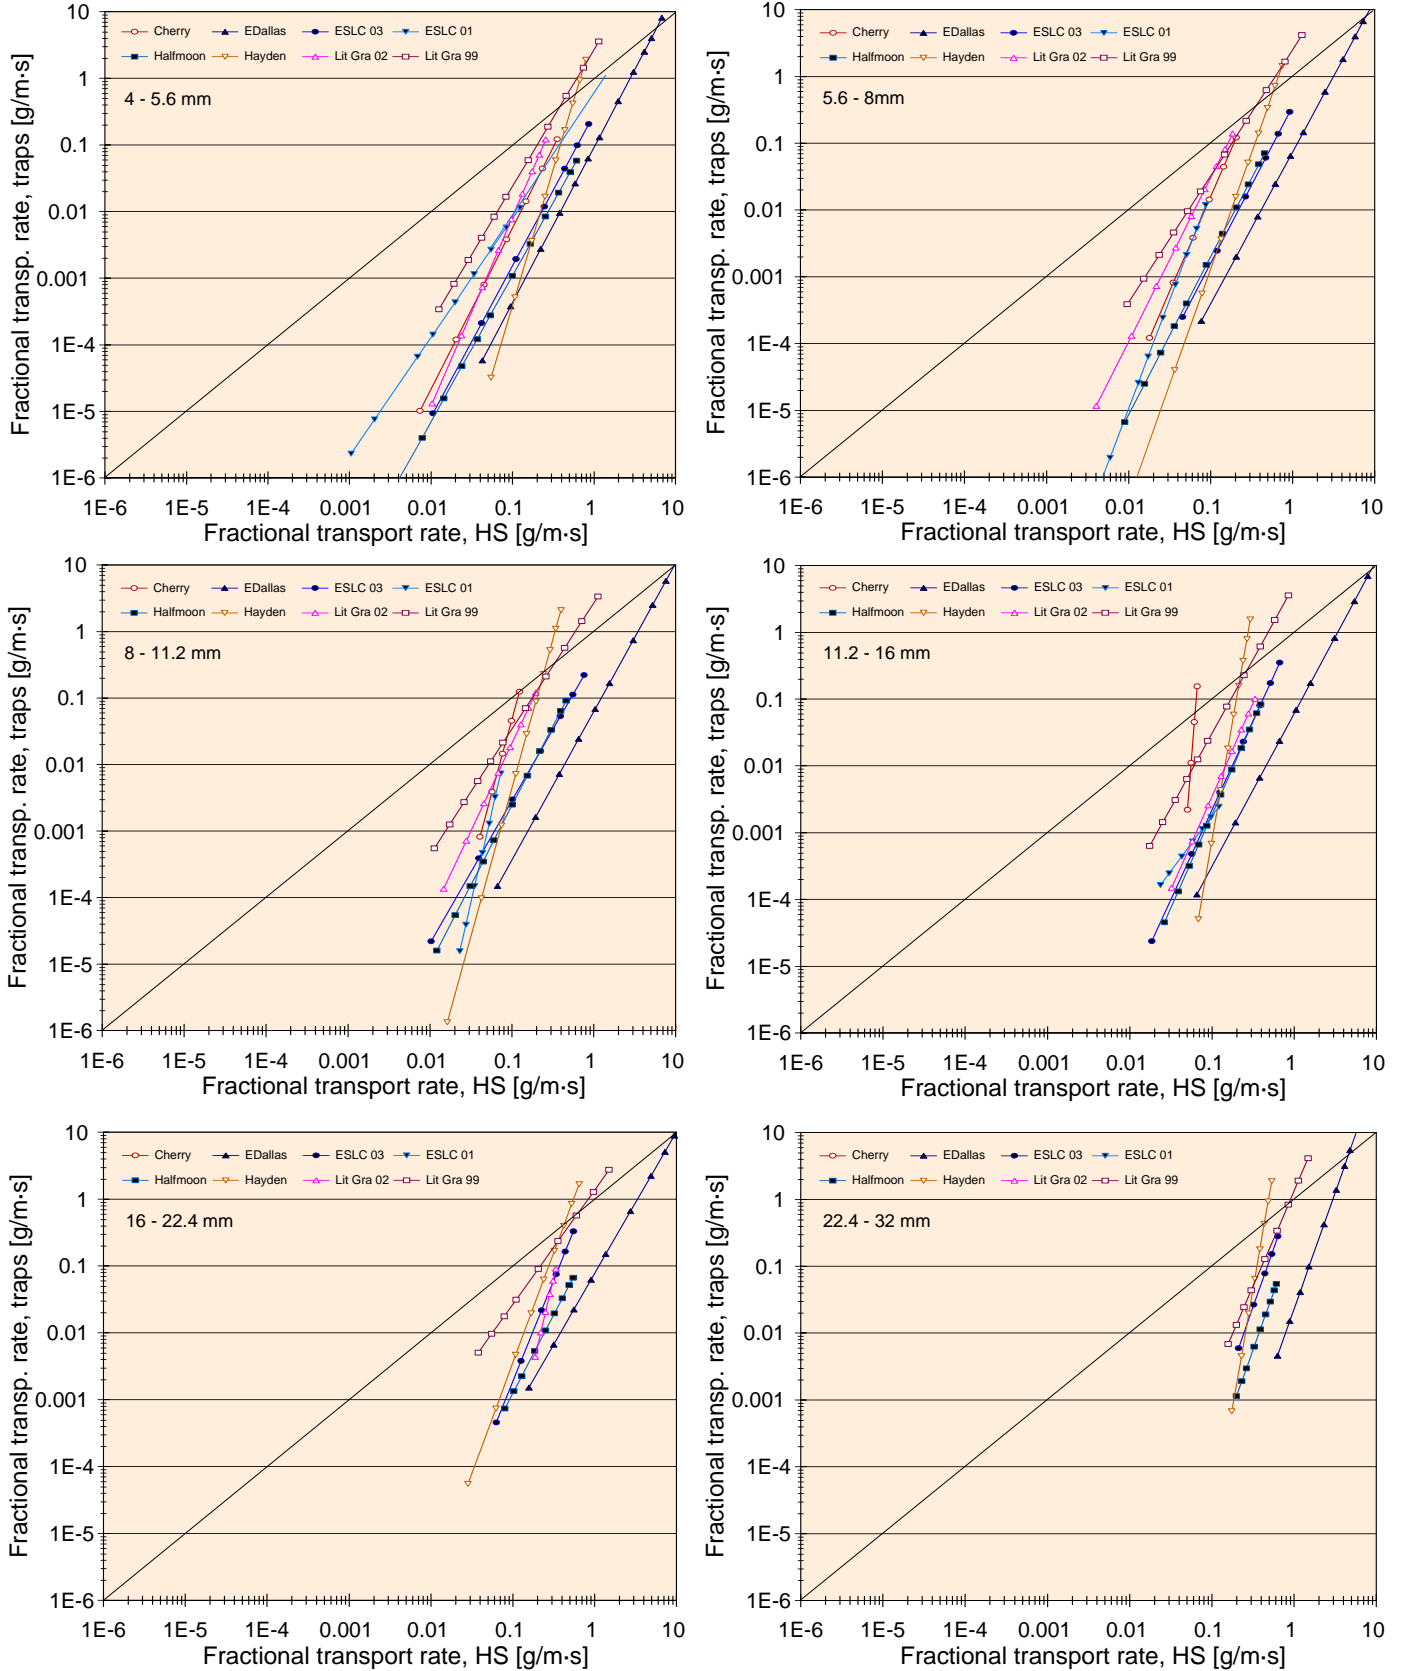 Cherry EDallas ESLC 03 ESLC 01
Halfmoon Hayden Lit Gra 02 Lit Gra 99
4 - 5.6 mm
10
1
0.1
0.01
0.001
1E-4
1E-5
1E-6
Fractional transp. rate, traps [g/m·s]
1E-6 1E-5 1E-4 0.001 0.01 0.1 1 10
Fractional transport rate, HS [g/m·s]
Cherry EDallas ESLC 03 ESLC 01
Halfmoon Hayden Lit Gra 02 Lit Gra 99
5.6 - 8mm
10
1
0.1
0.01
0.001
1E-4
1E-5
1E-6
Fractional transp. rate, traps [g/m·s]
1E-6 1E-5 1E-4 0.001 0.01 0.1 1 10
Fractional transport rate, HS [g/m·s]
Cherry EDallas ESLC 03 ESLC 01
Halfmoon Hayden Lit Gra 02 Lit Gra 99
8 - 11.2 mm
10
1
0.1
0.01
0.001
1E-4
1E-5
1E-6
Fractional transp. rate, traps [g/m·s]
1E-6 1E-5 1E-4 0.001 0.01 0.1 1 10
Fractional transport rate, HS [g/m·s]
Cherry EDallas ESLC 03 ESLC 01
Halfmoon Hayden Lit Gra 02 Lit Gra 99
11.2 - 16 mm
10
1
0.1
0.01
0.001
1E-4
1E-5
1E-6
Fractional transp. rate, traps [g/m·s]
1E-6 1E-5 1E-4 0.001 0.01 0.1 1 10
Fractional transport rate, HS [g/m·s]
Cherry EDallas ESLC 03 ESLC 01
Halfmoon Hayden Lit Gra 02 Lit Gra 99
16 - 22.4 mm
10
1
0.1
0.01
0.001
1E-4
1E-5
1E-6
Fractional transp. rate, traps [g/m·s]
1E-6 1E-5 1E-4 0.001 0.01 0.1 1 10
Fractional transport rate, HS [g/m·s]
Cherry EDallas ESLC 03 ESLC 01
Halfmoon Hayden Lit Gra 02 Lit Gra 99
22.4 - 32 mm
10
1
0.1
0.01
0.001
1E-4
1E-5
1E-6
Fractional transp. rate, traps [g/m·s]
1E-6 1E-5 1E-4 0.001 0.01 0.1 1 10
Fractional transport rate, HS [g/m·s]